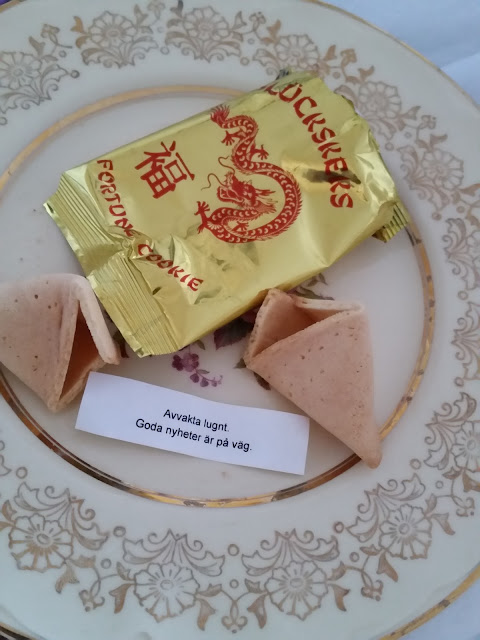 LUCKSKEKS
福
FORTUNE COOKIE
Avvakta lugnt.
Goda nyheter är på väg.